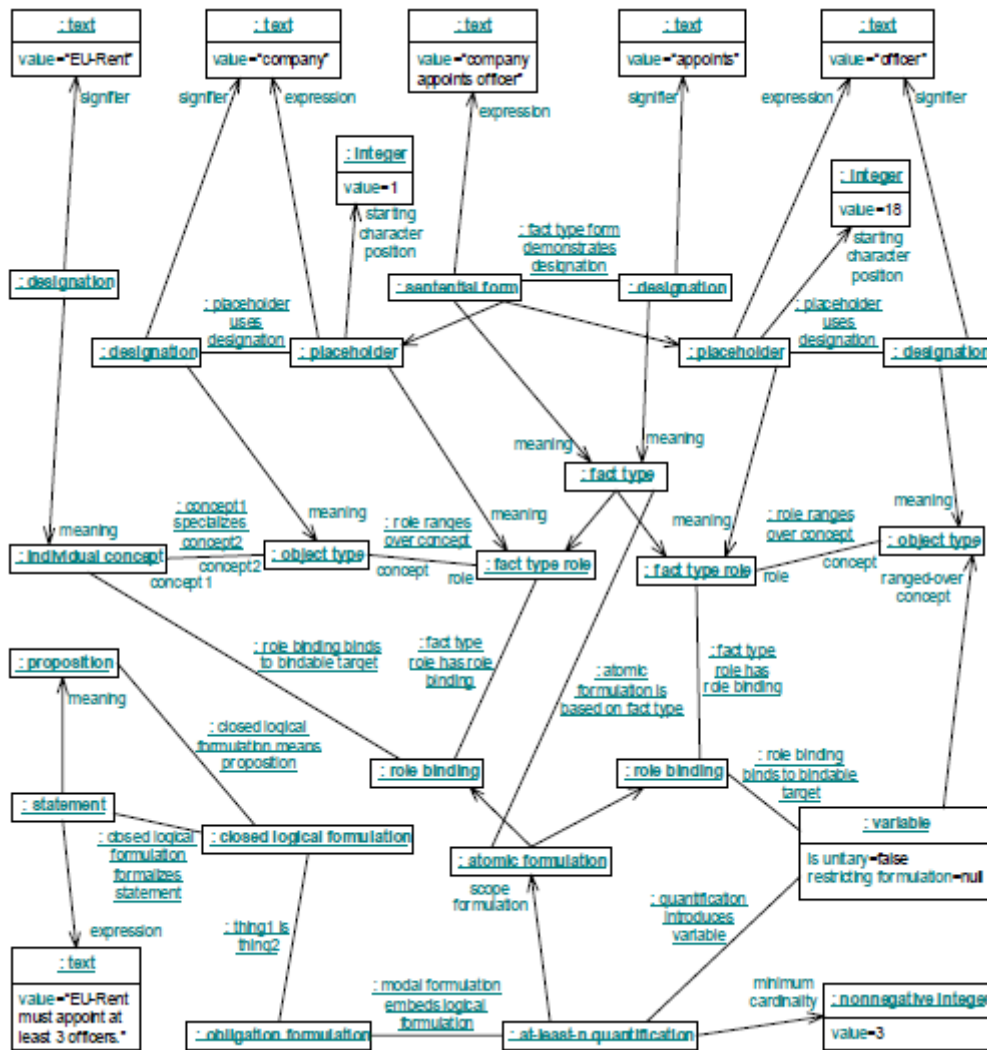 : text
value="EU-Rent"
: text
value="company"
: text
value="company
appoints officer"
: text
value="appoints"
: text
value="officer"
signifier
signifier
expression
expression
signifier
expression
signifier
: integer
value=1
: integer
value=18
starting
character
position
starting
character
position
: fact type form
demonstrates
designation
: designation
: sentential form
: designation
: placeholder
uses
designation
: placeholder
uses
designation
: designation
: placeholder
: placeholder
: designation
meaning
meaning
: fact type
meaning
: concept1
specializes
concept2
meaning
: role ranges
over concept
meaning
meaning
: role ranges
over concept
meaning
: individual concept
: object type
: fact type role
: fact type role
: object type
concept 1
concept2
concept
role
role
concept
ranged-over
concept
: proposition
meaning
: role binding binds
to bindable target
: fact type
role has role
binding
: atomic
formulation is
based on fact type
: fact type
role has
role binding
: closed logical
formulation means
proposition
: role binding
: role binding
: role binding
binds to bindable
target
: statement
: closed logical
formulation
formalizes
statement
: closed logical formulation
: atomic formulation
: variable
is unitary=false
restricting formulation=null
scope
formulation
: quantification
introduces
variable
: thing1 is
thing2
expression
: text
value="EU-Rent
must appoint at
least 3 officers."
: modal formulation
embeds logical
formulation
minimum
cardinality
: obligation formulation
: at-least-n quantification
: nonnegative integer
value=3